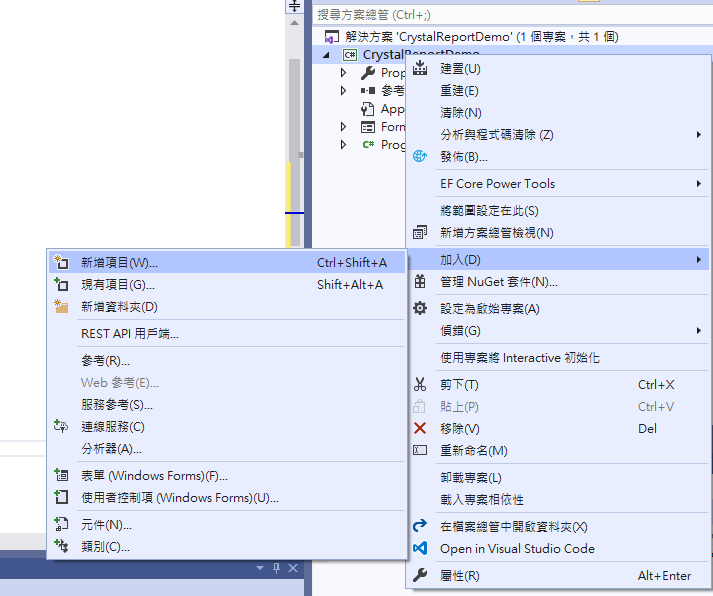 搜尋方案總管 (Ctrl+;)
解決方案 'CrystalReportDemo' (1 個專案，共 1 個)
C# CrystalReportDemo
Prop
參考
App
Form
C# Prog
建置(U)
重建(E)
清除(N)
分析與程式碼清除 (Z)
發佈(B)...
EF Core Power Tools
將範圍設定在此(S)
新增方案總管檢視(N)
加入(D)
管理 NuGet 套件(N)...
設定為啟始專案(A)
偵錯(G)
使用專案將 Interactive 初始化
剪下(T) Ctrl+X
貼上(P) Ctrl+V
移除(V) Del
重新命名(M)
卸載專案(L)
載入專案相依性
在檔案總管中開啟資料夾(X)
Open in Visual Studio Code
屬性(R) Alt+Enter
新增項目(W)... Ctrl+Shift+A
現有項目(G)... Shift+Alt+A
新增資料夾(D)
REST API 用戶端...
參考(R)...
Web 參考(E)...
服務參考(S)...
連線服務(C)
分析器(A)...
表單 (Windows Forms)(F)...
使用者控制項 (Windows Forms)(U)...
元件(N)...
類別(C)...